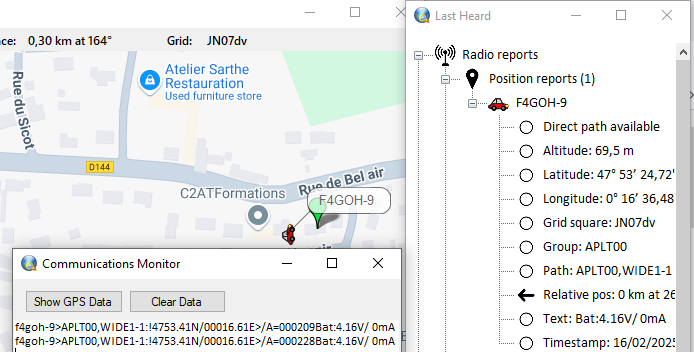 ce: 0,30 km at 164° Grid: JN07dv
Rue du Sicot
Atelier Sarthe
Restauration
Used furniture store
D144
Rue de Bel air
C2ATFormations
F4GOH-9
Communications Monitor
Show GPS Data Clear Data
f4goh-9>APLT00,WIDE1-1:!4753.41N/00016.61E>/A=000209Bat:4.16V/ 0mA
f4goh-9>APLT00,WIDE1-1:!4753.41N/00016.61E>/A=000228Bat:4.16V/ 0mA
Last Heard
Radio reports
Position reports (1)
F4GOH-9
Direct path available
Altitude: 69,5 m
Latitude: 47° 53' 24,72"
Longitude: 0° 16' 36,48
Grid square: JN07dv
Group: APLT00
Path: APLT00,WIDE1-1
Relative pos: 0 km at 26
Text: Bat:4.16V/ 0mA
Timestamp: 16/02/202